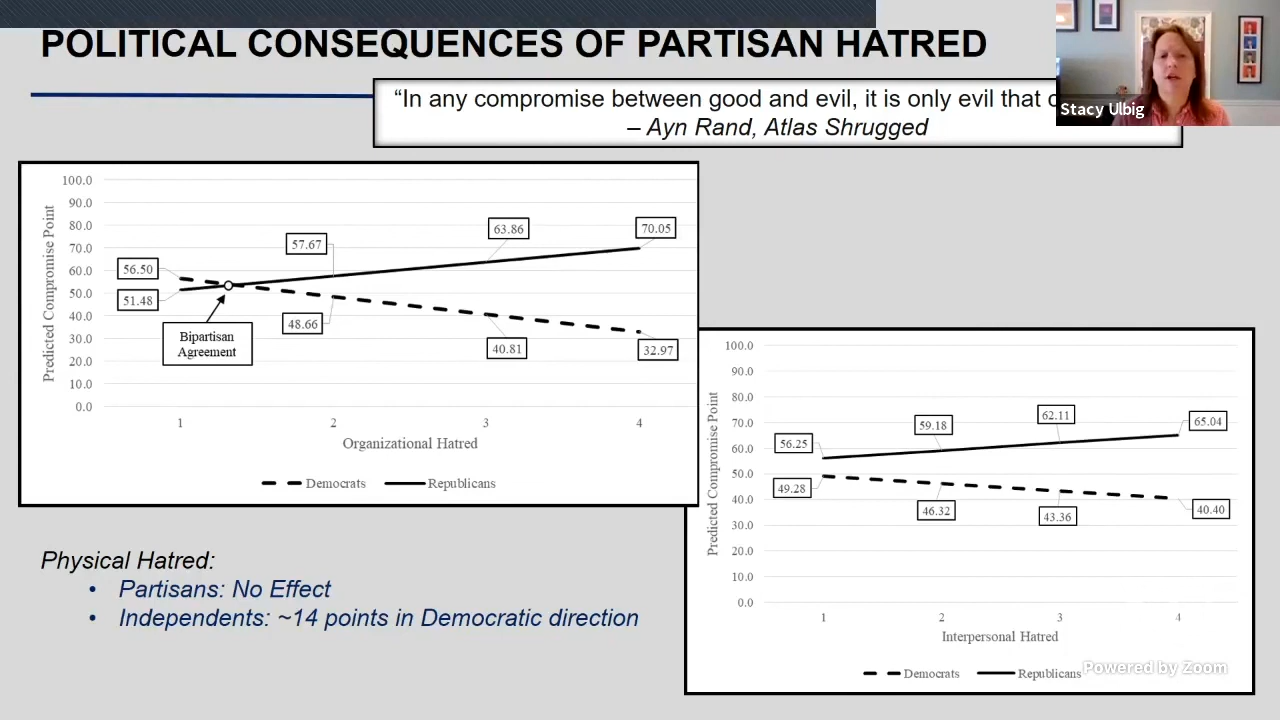 POLITICAL CONSEQUENCES OF PARTISAN HATRED
“In any compromise between good and evil, it is only evil that
– Ayn Rand, Atlas Shrugged
Stacy Ulbig
Predicted Compromise Point
100.0
90.0
80.0
70.0
60.0
50.0
40.0
30.0
20.0
10.0
0.0
56.50
51.48
57.67
48.66
63.86
40.81
70.05
32.97
Bipartisan
Agreement
1 2 3 4
Organizational Hatred
Democrats Republicans
Predicted Compromise Point
100.0
90.0
80.0
70.0
60.0
50.0
40.0
30.0
20.0
10.0
0.0
56.25
49.28
59.18
46.32
62.11
43.36
65.04
40.40
1 2 3 4
Interpersonal Hatred
Democrats Republicans
Physical Hatred:
• Partisans: No Effect
• Independents: ~14 points in Democratic direction
Powered by Zoom